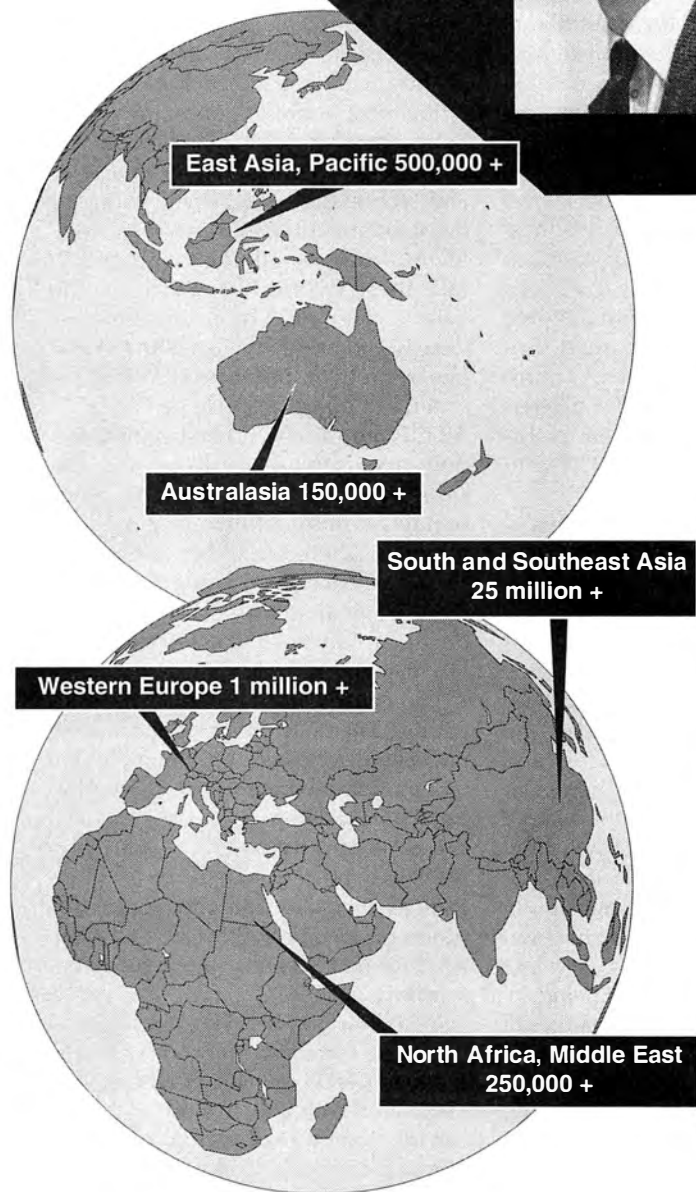 East Asia, Pacific 500,000 +
Australasia 150,000 +
South and Southeast Asia
25 million +
Western Europe 1 million +
North Africa, Middle East
250,000 +